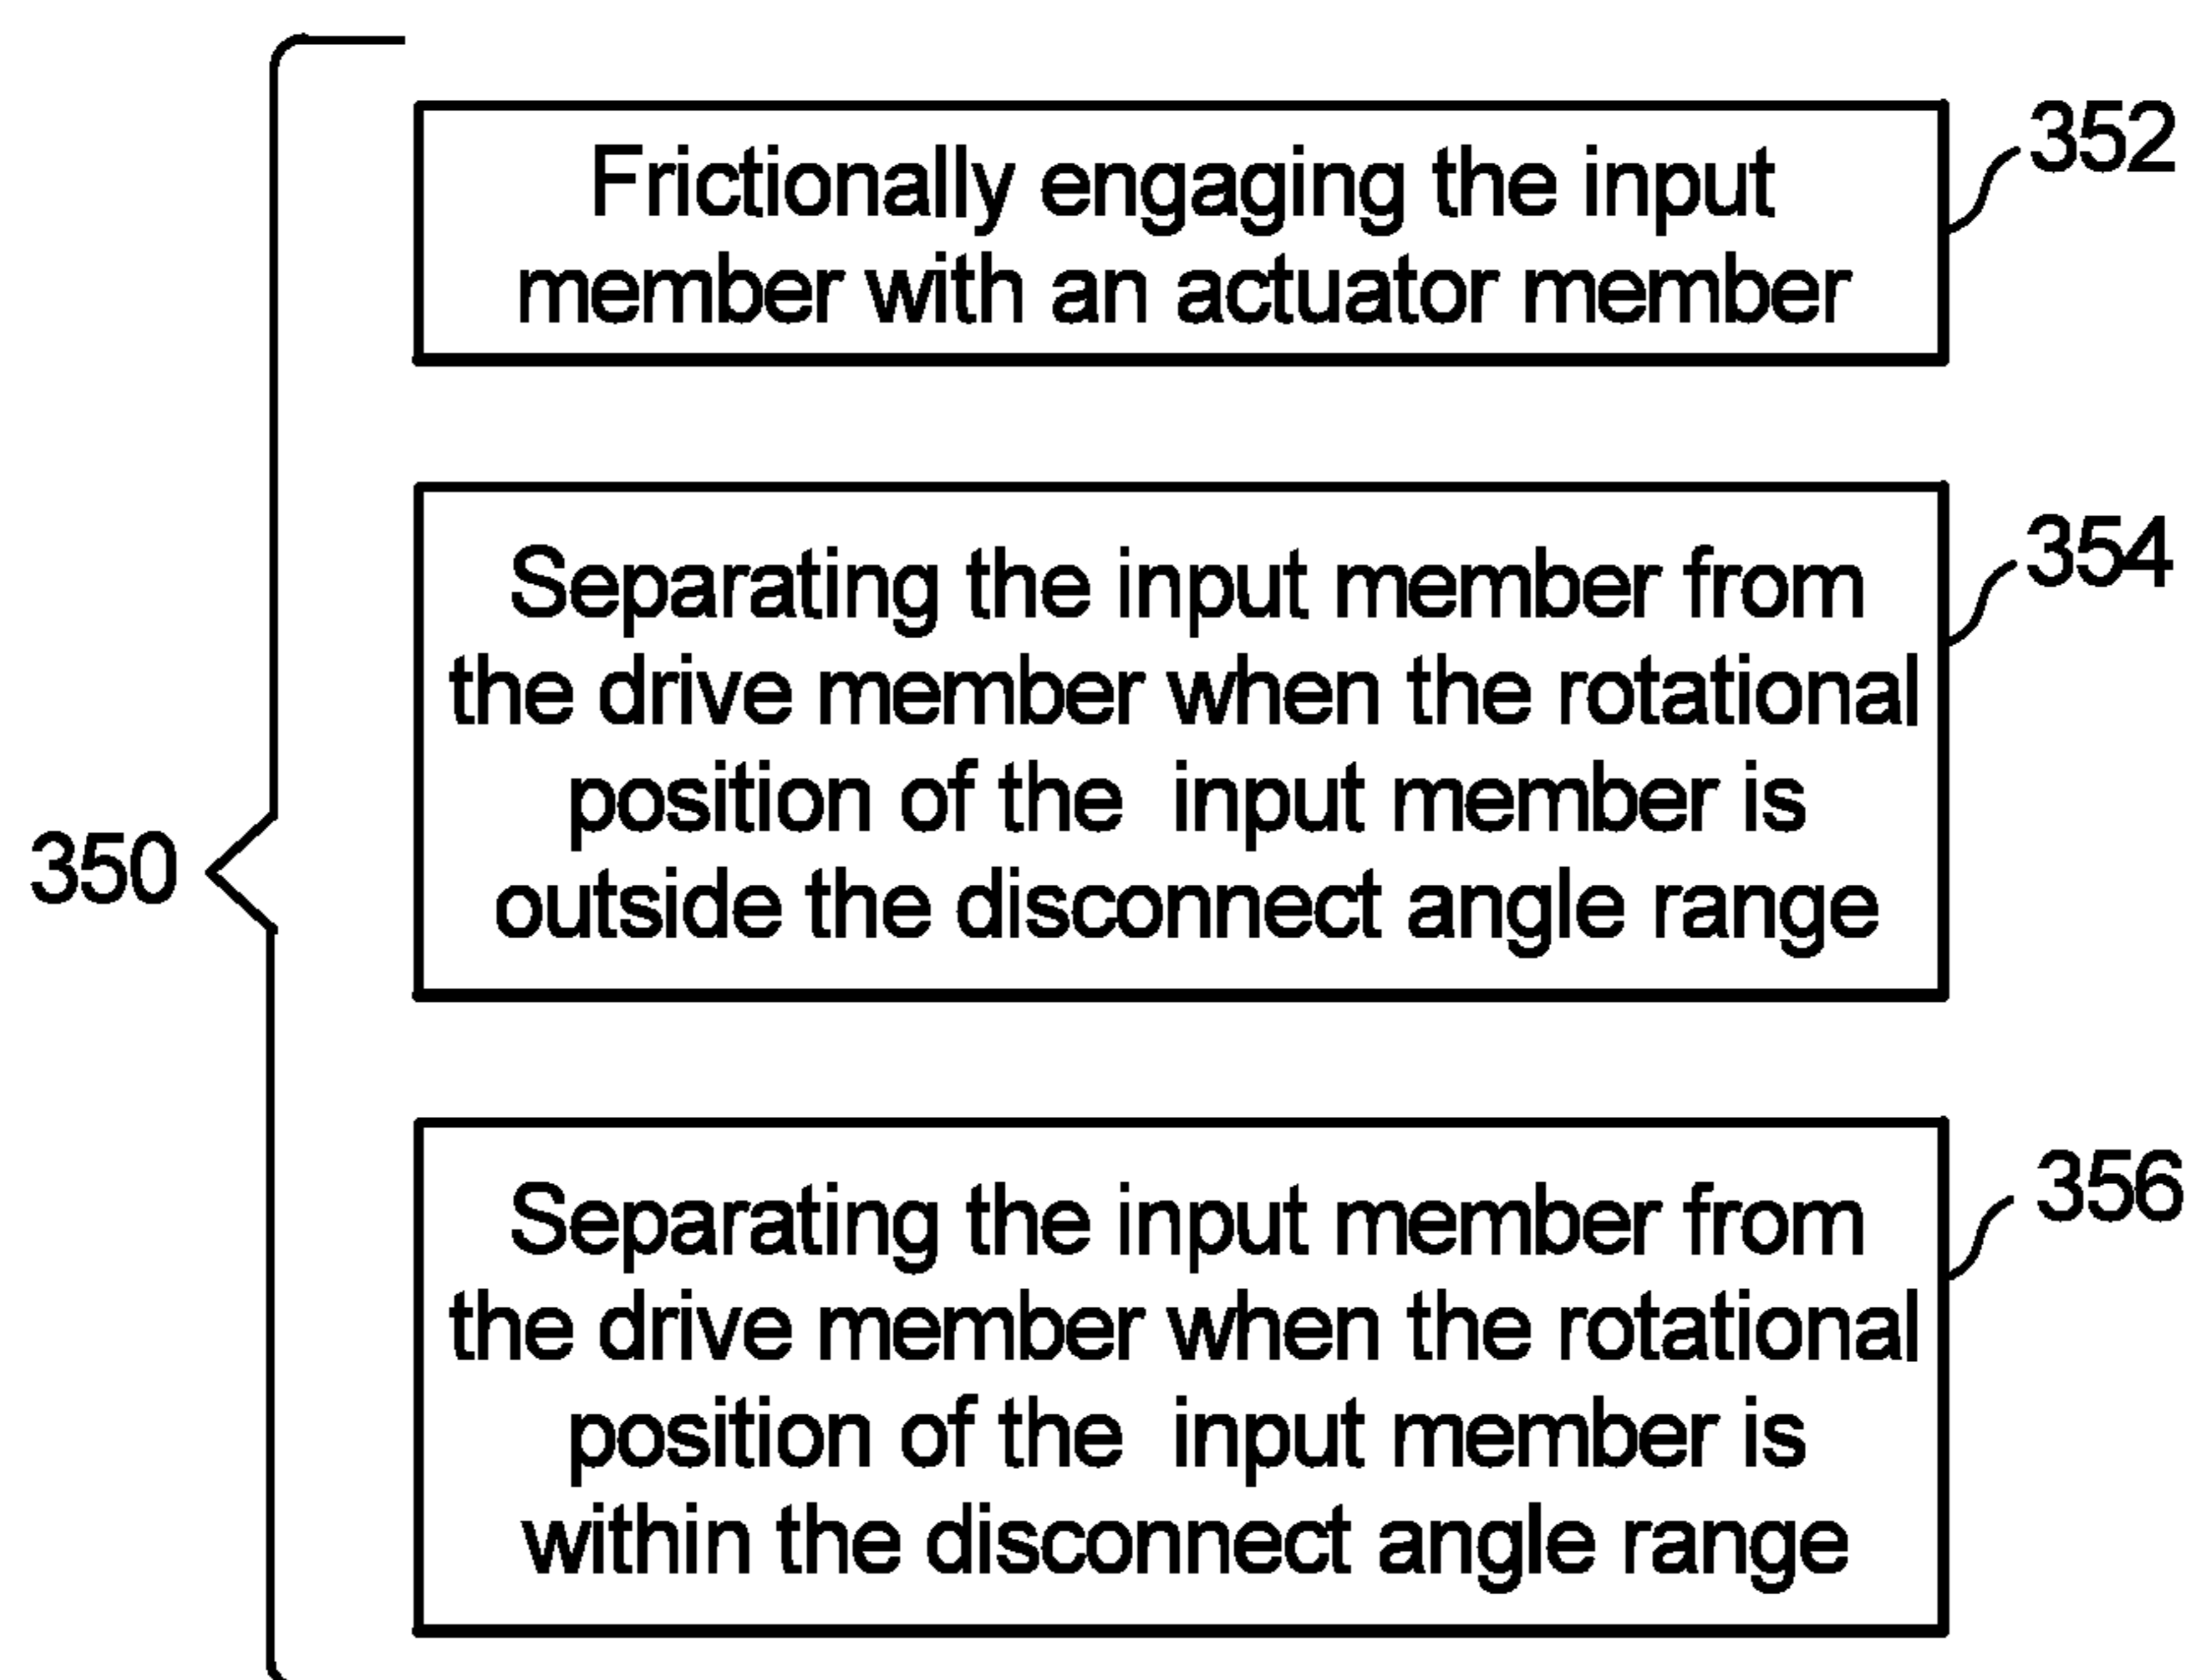 Frictionally engaging the input
member with an actuator member
352
Separating the input member from
the drive member when the rotational
position of the input member is
outside the disconnect angle range
354
350
Separating the input member from
the drive member when the rotational
position of the input member is
within the disconnect angle range
356